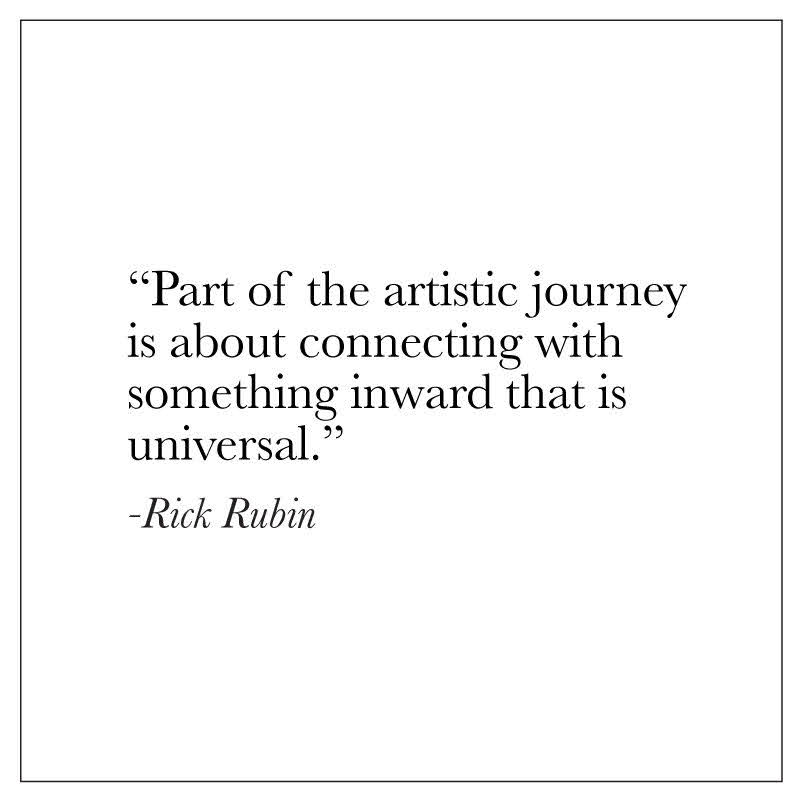 “Part of the artistic journey
is about connecting with
something inward that is
universal.”
-Rick Rubin